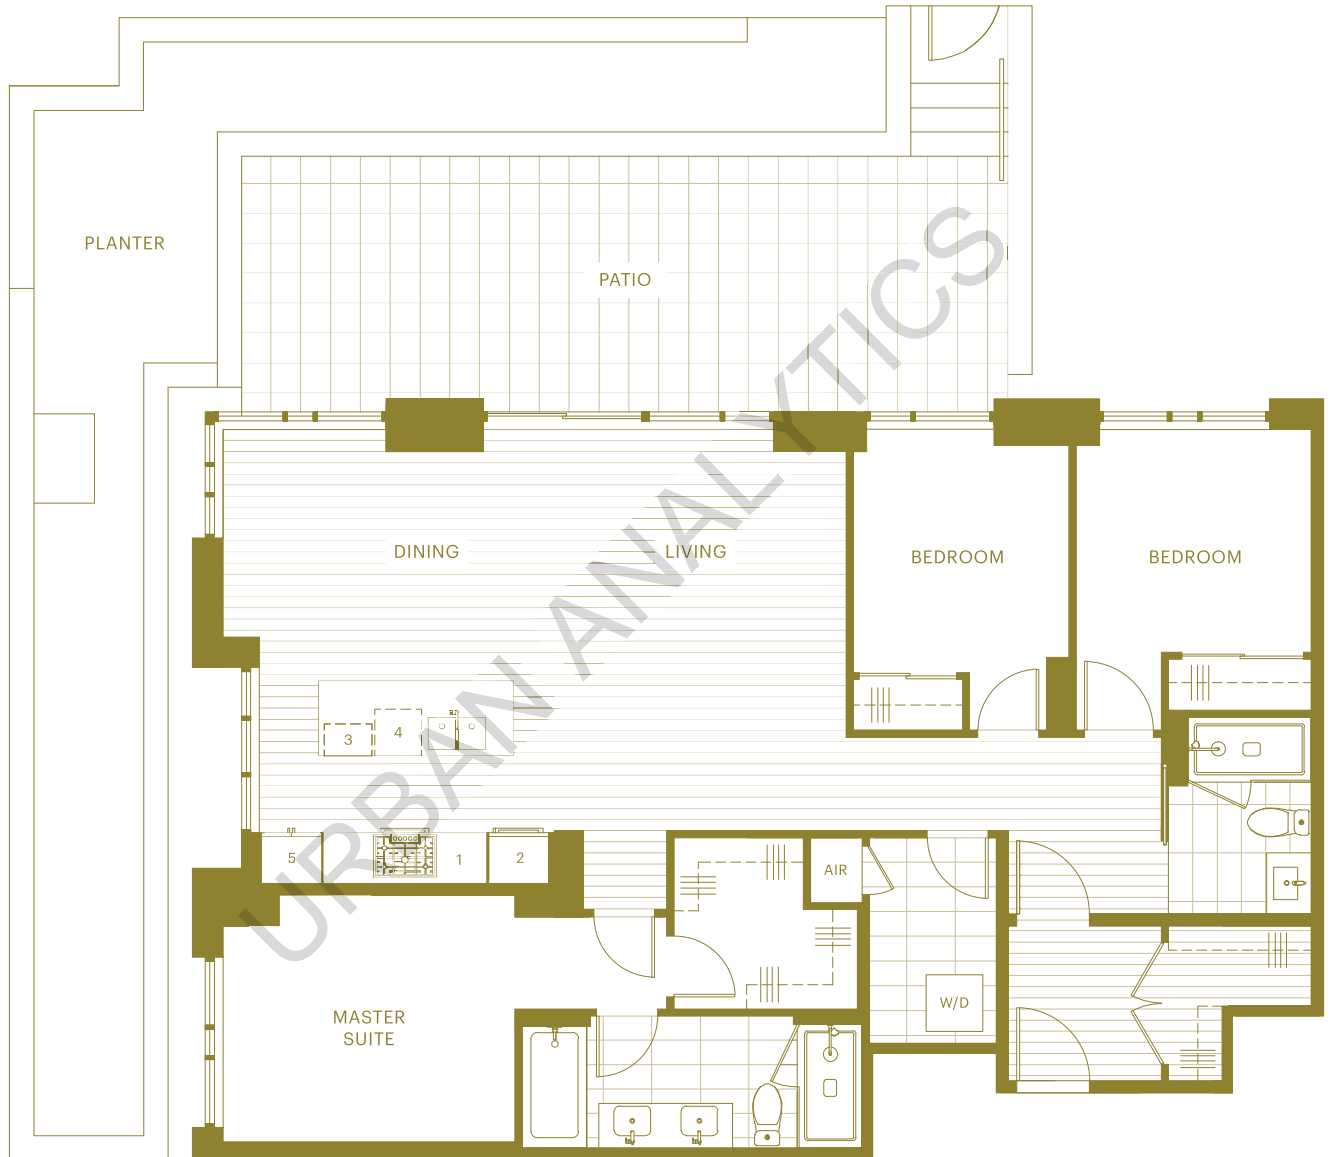 PLANTER
PATIO
DINING
LIVING
BEDROOM
BEDROOM
3
4
5
1
2
AIR
W/D
MASTER
SUITE
URBAN ANALYTICS